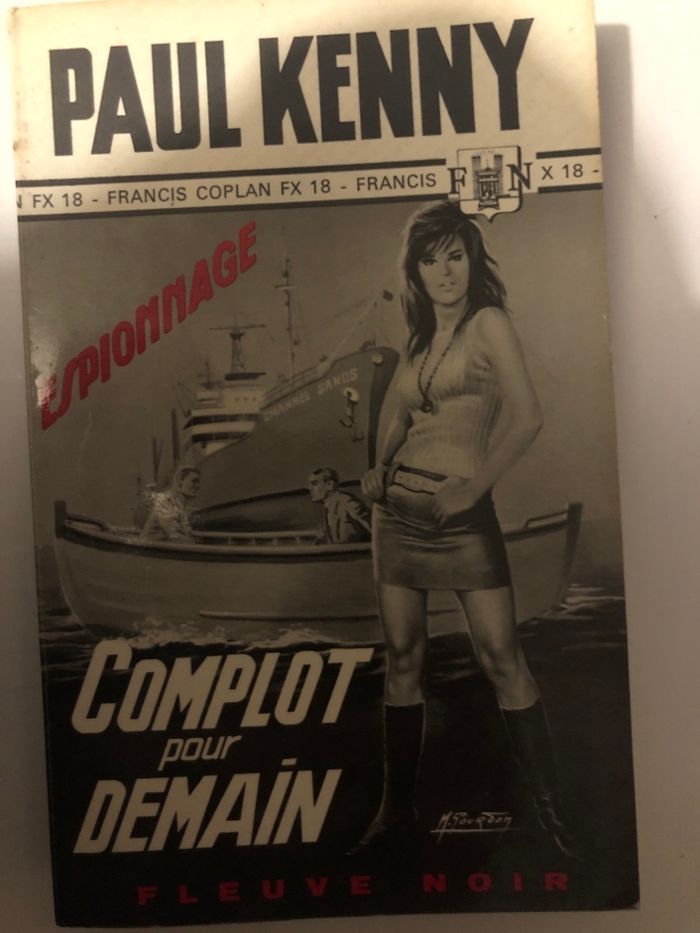 PAUL KENNY
N FX 18 - FRANCIS COPLAN FX 18 - FRANCIS F N X 18 -
ESPIONNAGE
CHANNEL SANDS
COMPLOT
pour
DEMAIN
M. Gourdon
FLEUVE NOIR